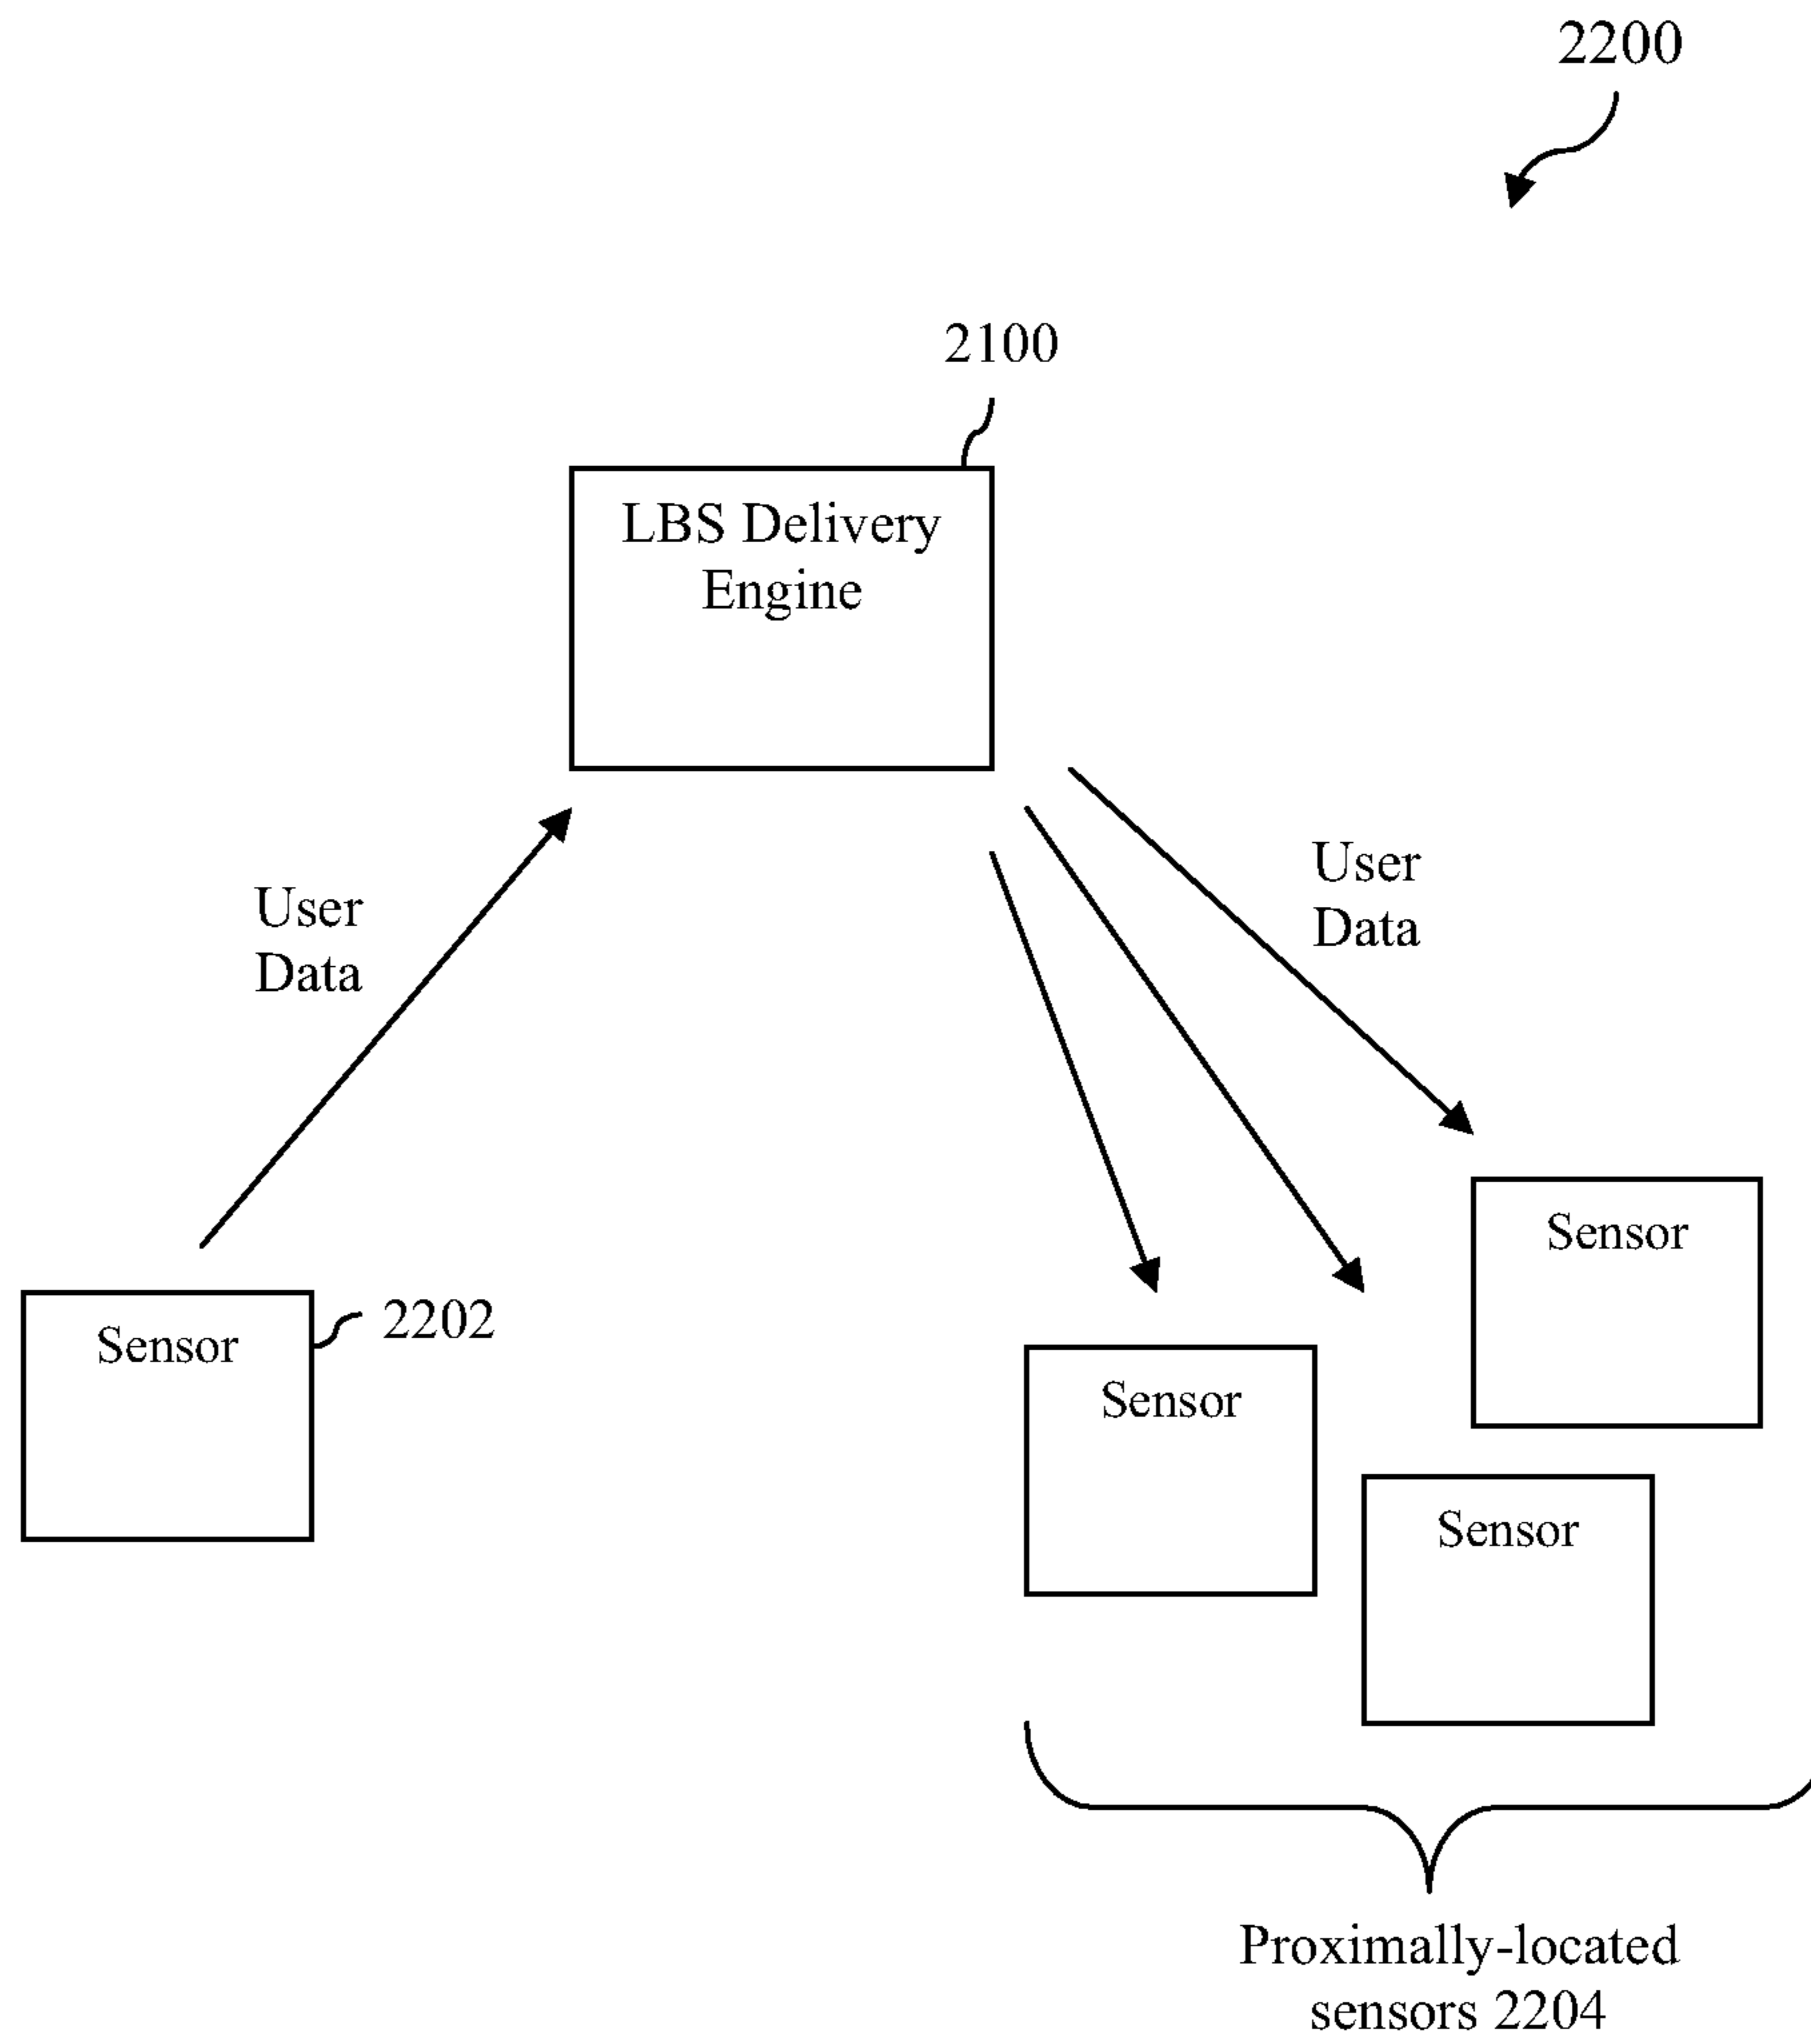 2200
2100
LBS Delivery
Engine
User
Data
User
Data
Sensor
2202
Sensor
Sensor
Sensor
Proximally-located
sensors 2204